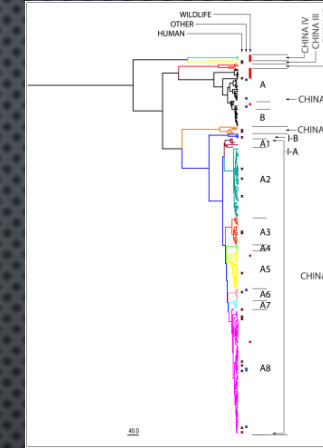 WILDLIFE
OTHER
HUMAN
CHINA IV
CHINA III
A
CHINA
B
CHINA
I-B
A1
I-A
A2
A3
A4
A5
CHINA
A6
A7
A8
40.0